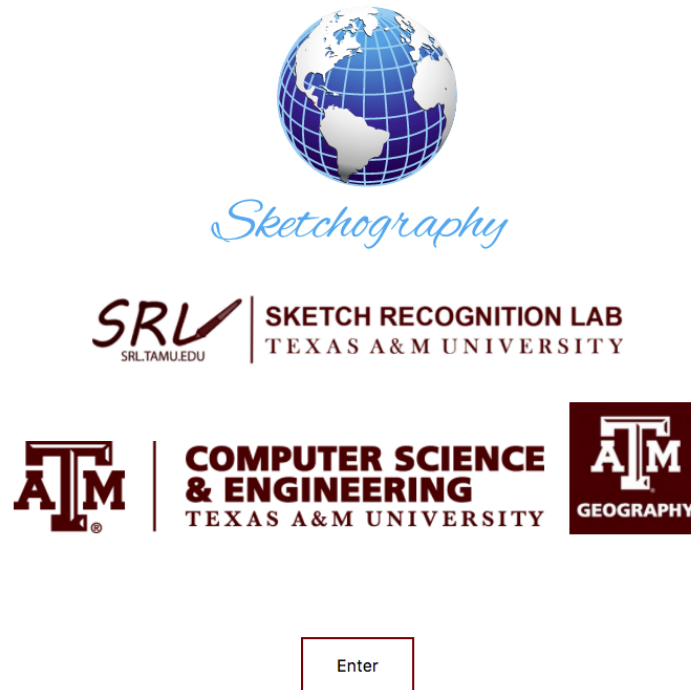 Sketchography
SRL
SRL.TAMU.EDU
SKETCH RECOGNITION LAB
TEXAS A&M UNIVERSITY
ATM®
COMPUTER SCIENCE
& ENGINEERING
TEXAS A&M UNIVERSITY
ATM
GEOGRAPHY
Enter